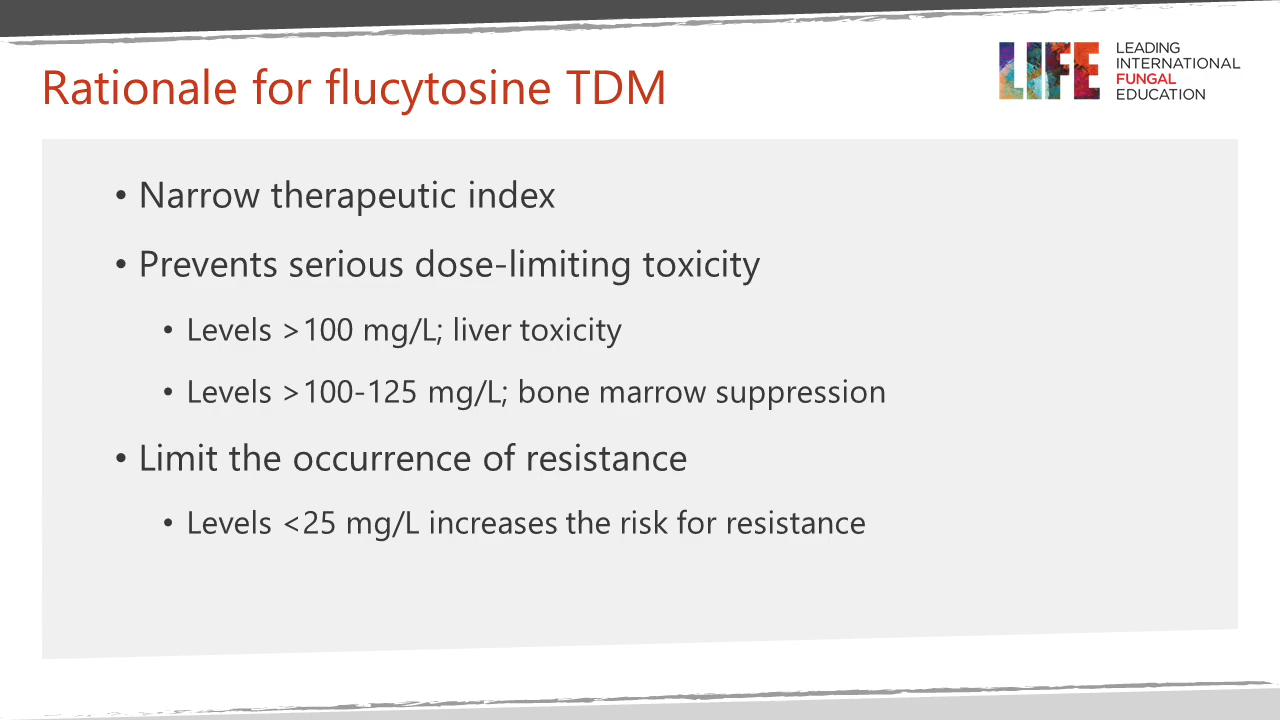 Rationale for flucytosine TDM
LIFE
LEADING
INTERNATIONAL
FUNGAL
EDUCATION
• Narrow therapeutic index
• Prevents serious dose-limiting toxicity
• Levels >100 mg/L; liver toxicity
• Levels >100-125 mg/L; bone marrow suppression
• Limit the occurrence of resistance
• Levels <25 mg/L increases the risk for resistance